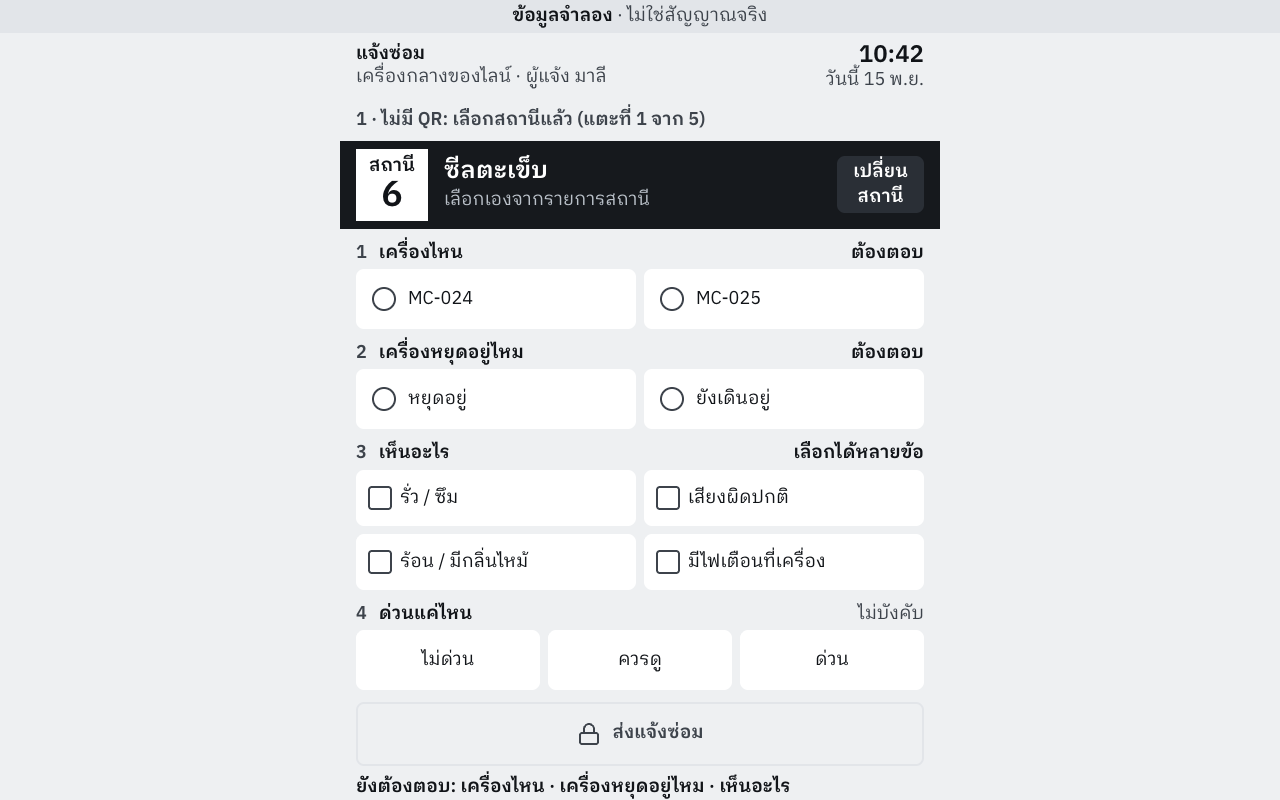 ข้อมูลจำลอง · ไม่ใช่สัญญาณจริง
แจ้งซ่อม
10:42
เครื่องกลางของไลน์ · ผู้แจ้ง มาลี
วันนี้ 15 พ.ย.
1 · ไม่มี QR: เลือกสถานีแล้ว (แตะที่ 1 จาก 5)
สถานี
6
ซีลตะเข็บ
เลือกเองจากรายการสถานี
เปลี่ยน
สถานี
1 เครื่องไหน
ต้องตอบ
MC-024
MC-025
2 เครื่องหยุดอยู่ไหม
ต้องตอบ
หยุดอยู่
ยังเดินอยู่
3 เห็นอะไร
เลือกได้หลายข้อ
รั่ว / ซึม
เสียงผิดปกติ
ร้อน / มีกลิ่นไหม้
มีไฟเตือนที่เครื่อง
4 ด่วนแค่ไหน
ไม่บังคับ
ไม่ด่วน
ควรดู
ด่วน
ส่งแจ้งซ่อม
ยังต้องตอบ: เครื่องไหน · เครื่องหยุดอยู่ไหม · เห็นอะไร